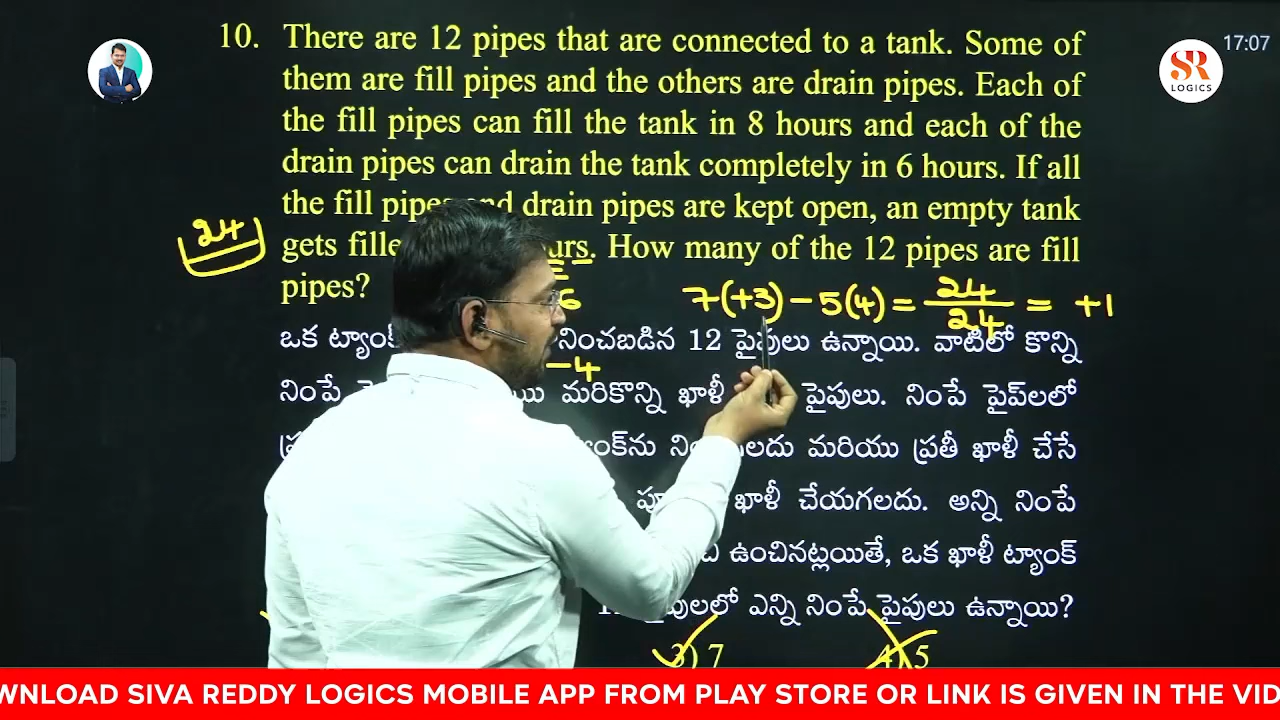 17:07
SR
LOGICS
10. There are 12 pipes that are connected to a tank. Some of
them are fill pipes and the others are drain pipes. Each of
the fill pipes can fill the tank in 8 hours and each of the
drain pipes can drain the tank completely in 6 hours. If all
the fill pipes and drain pipes are kept open, an empty tank
24
gets fille urs. How many of the 12 pipes are fill
pipes?
6 7(+3)-5(4)=24/24= +1
ఒక ట్యాంక్ నించబడిన 12 పైపులు ఉన్నాయి. వాటిలో కొన్ని
-4
నింపే మరికొన్ని ఖాళీ పైపులు. నింపే పైప్‌లలో
మరియు ప్రతీ ఖాళీ చేసే
ఖాళీ చేయగలదు. అన్ని నింపే
ఉంచినట్లయితే, ఒక ఖాళీ ట్యాంక్
పైపులలో ఎన్ని నింపే పైపులు ఉన్నాయి?
3) 7 4) 5
WNLOAD SIVA REDDY LOGICS MOBILE APP FROM PLAY STORE OR LINK IS GIVEN IN THE VID